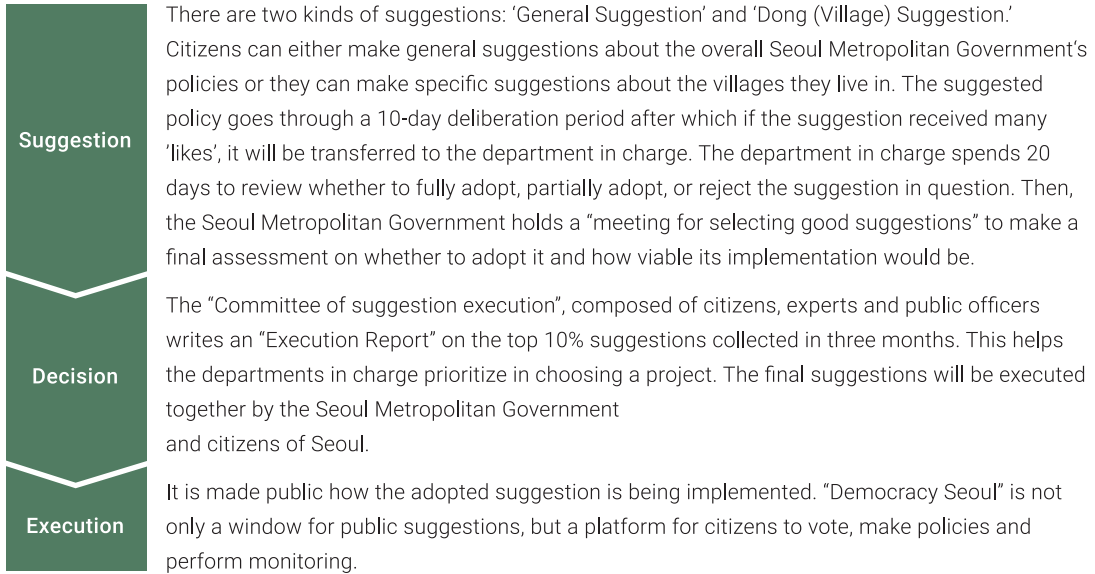 Suggestion
There are two kinds of suggestions: ‘General Suggestion’ and ‘Dong (Village) Suggestion.’
Citizens can either make general suggestions about the overall Seoul Metropolitan Government‘s
policies or they can make specific suggestions about the villages they live in. The suggested
policy goes through a 10-day deliberation period after which if the suggestion received many
’likes’, it will be transferred to the department in charge. The department in charge spends 20
days to review whether to fully adopt, partially adopt, or reject the suggestion in question. Then,
the Seoul Metropolitan Government holds a “meeting for selecting good suggestions” to make a
final assessment on whether to adopt it and how viable its implementation would be.
Decision
The “Committee of suggestion execution”, composed of citizens, experts and public officers
writes an “Execution Report” on the top 10% suggestions collected in three months. This helps
the departments in charge prioritize in choosing a project. The final suggestions will be executed
together by the Seoul Metropolitan Government
and citizens of Seoul.
Execution
It is made public how the adopted suggestion is being implemented. “Democracy Seoul” is not
only a window for public suggestions, but a platform for citizens to vote, make policies and
perform monitoring.